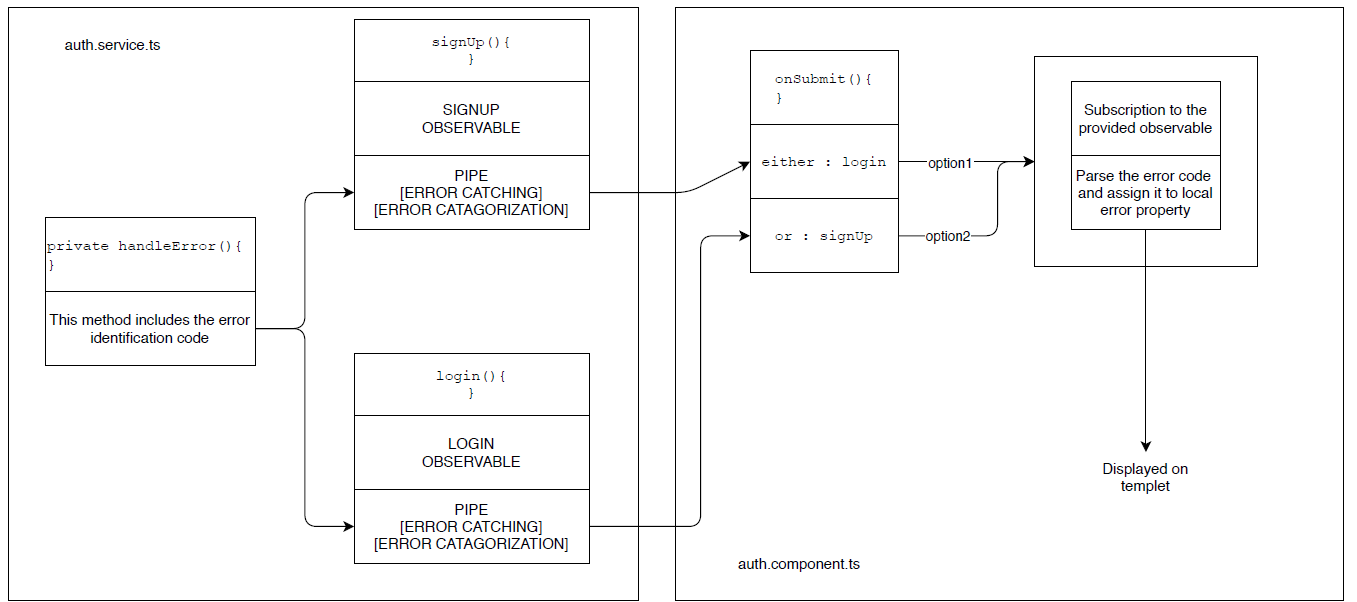 auth.service.ts
signUp(){
}
SIGNUP
OBSERVABLE
PIPE
[ERROR CATCHING]
[ERROR CATAGORIZATION]
private handleError(){
}
This method includes the error
identification code
login(){
}
LOGIN
OBSERVABLE
PIPE
[ERROR CATCHING]
[ERROR CATAGORIZATION]
onSubmit(){
}
either : login
or : signUp
option1
option2
Subscription to the
provided observable
Parse the error code
and assign it to local
error property
Displayed on
templet
auth.component.ts